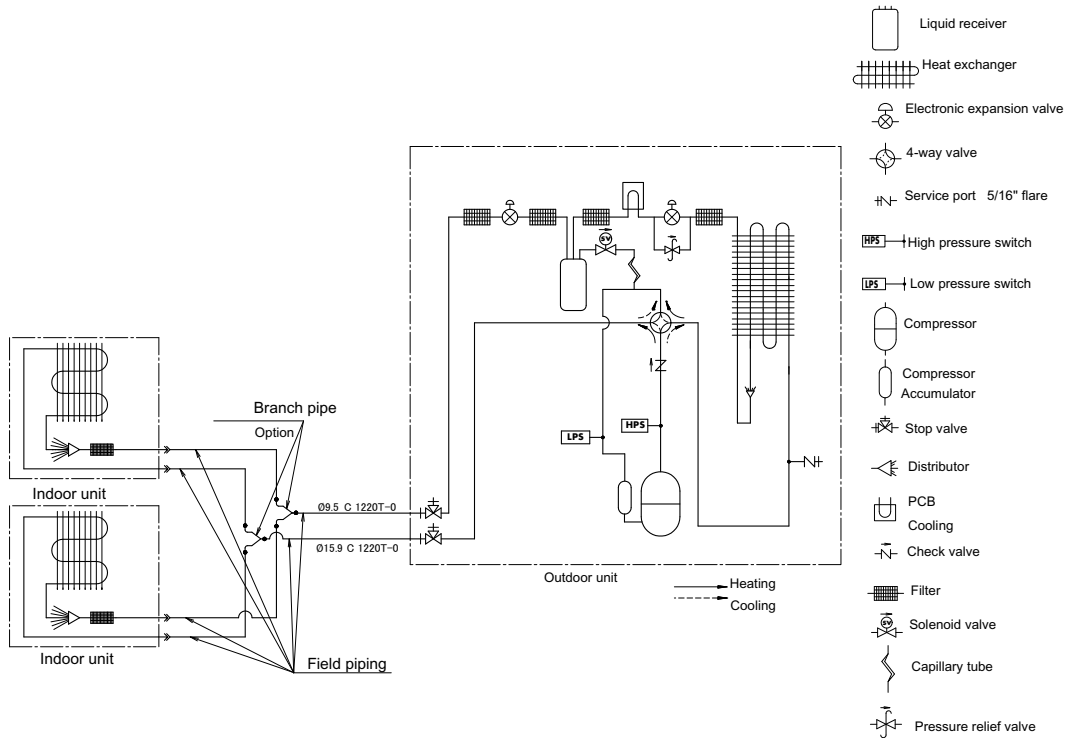 Liquid receiver
Heat exchanger
Electronic expansion valve
4-way valve
Service port 5/16" flare
HPS High pressure switch
LPS Low pressure switch
Compressor
Compressor
Accumulator
Stop valve
Distributor
PCB
Cooling
Check valve
Filter
SV
Solenoid valve
Capillary tube
Pressure relief valve
SV
LPS
HPS
Outdoor unit
Heating
Cooling
Branch pipe
Option
Ø9.5 C 1220T-0
Ø15.9 C 1220T-0
Indoor unit
Indoor unit
Field piping